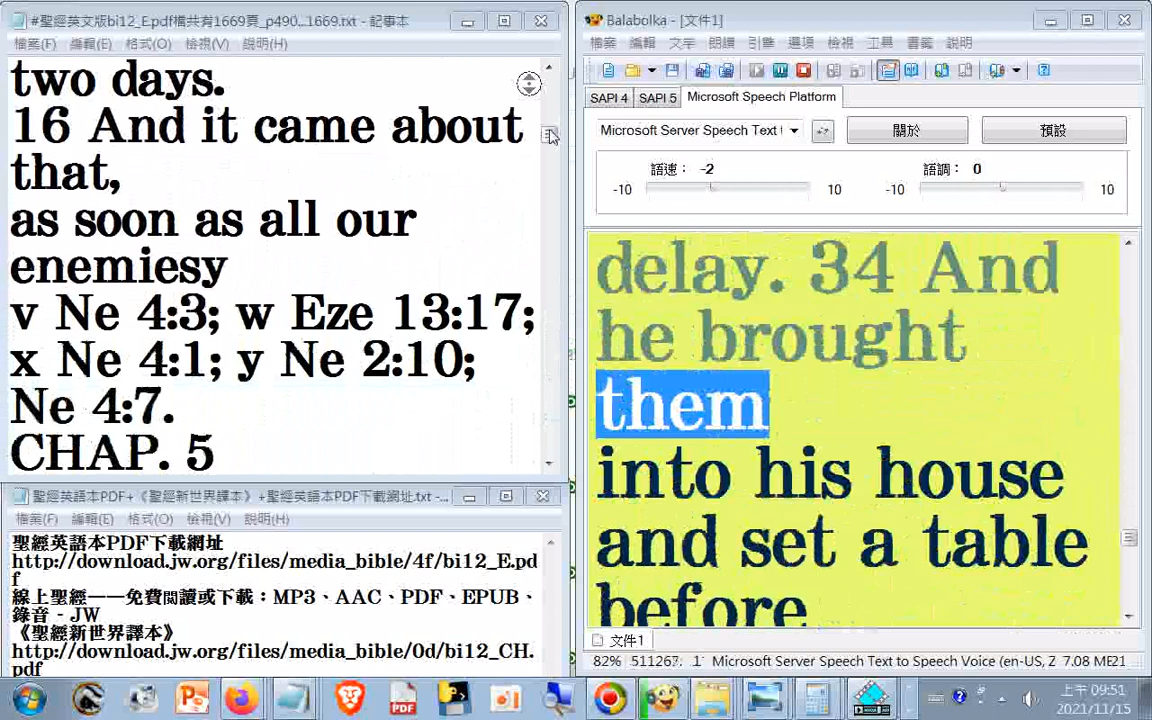 #聖經英文版bi12_E.pdf檔共有1669頁_p490...1669.txt - 記事本
檔案(F) 編輯(E) 格式(O) 檢視(V) 說明(H)
two days.
16 And it came about
that,
as soon as all our
enemiesy
v Ne 4:3; w Eze 13:17;
x Ne 4:1; y Ne 2:10;
Ne 4:7.
CHAP. 5
聖經英語本PDF+《聖經新世界譯本》+聖經英語本PDF下載網址.txt -...
檔案(F) 編輯(E) 格式(O) 檢視(V) 說明(H)
聖經英語本PDF下載網址
http://download.jw.org/files/media_bible/4f/bi12_E.pd
f
線上聖經——免費閱讀或下載：MP3、AAC、PDF、EPUB、
錄音 - JW
《聖經新世界譯本》
http://download.jw.org/files/media_bible/0d/bi12_CH.
pdf
Balabolka - [文件1]
檔案 編輯 文字 朗讀 引擎 選項 檢視 工具 書籤 說明
SAPI 4 SAPI 5 Microsoft Speech Platform
Microsoft Server Speech Text 關於 預設
語速： -2 語調： 0
-10 10 -10 10
delay. 34 And
he brought
them
into his house
and set a table
before
文件1
82% 511267. Microsoft Server Speech Text to Speech Voice (en-US, Z 7.08 ME21
上午 09:51
2021/11/15